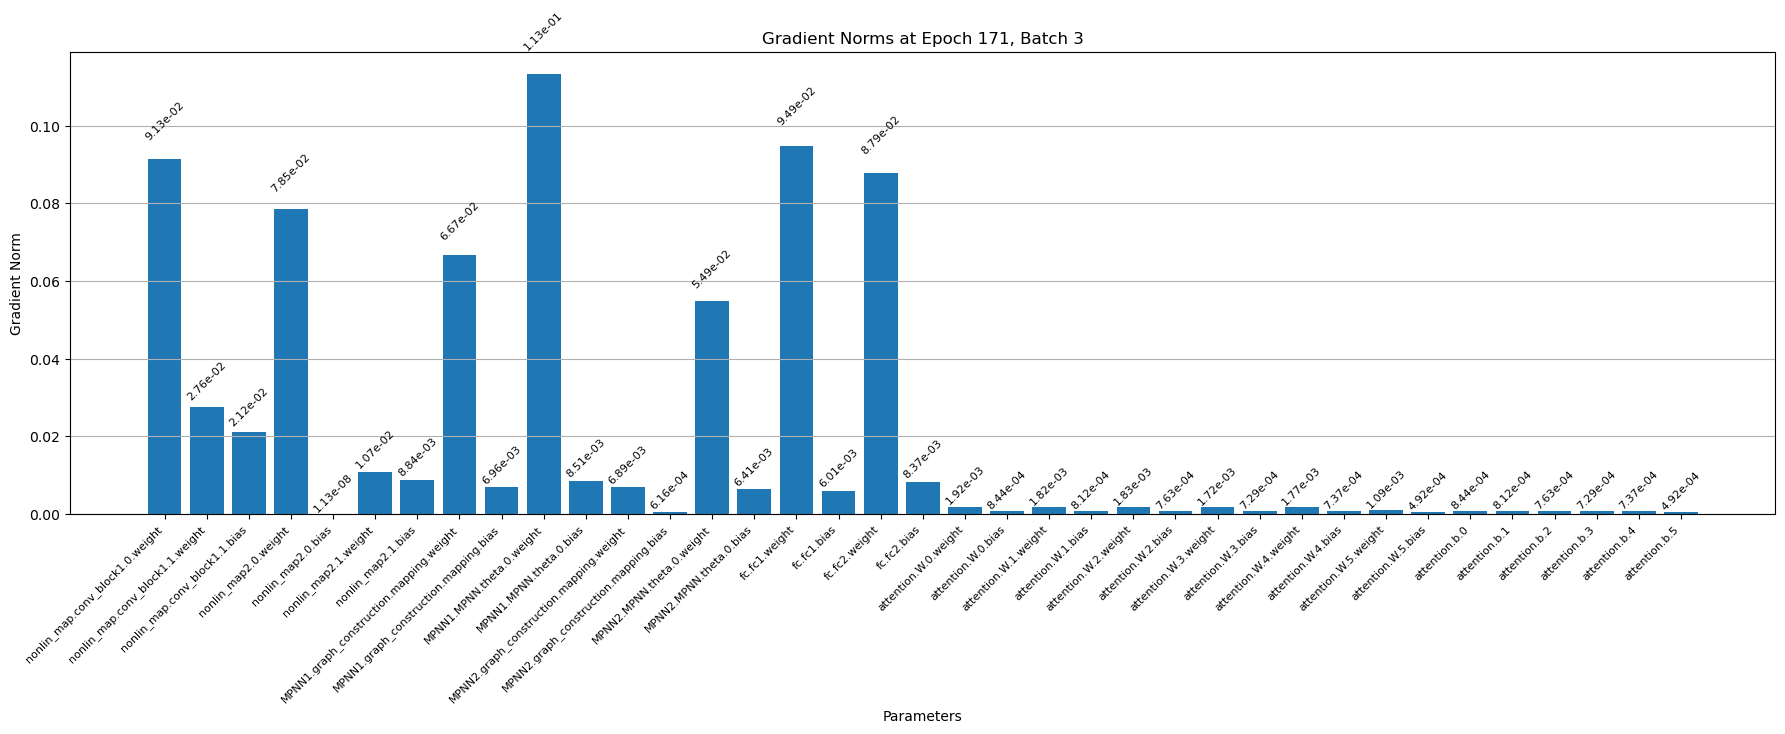 Gradient Norms at Epoch 171, Batch 3
Gradient Norm
0.10
0.08
0.06
0.04
0.02
0.00
9.13e-02
2.76e-02
2.12e-02
7.85e-02
1.13e-08
1.07e-02
8.84e-03
6.67e-02
6.96e-03
1.13e-01
8.51e-03
6.89e-03
6.16e-04
5.49e-02
6.41e-03
9.49e-02
6.01e-03
8.79e-02
8.37e-03
1.92e-03
8.44e-04
1.82e-03
8.12e-04
1.83e-03
7.63e-04
1.72e-03
7.29e-04
1.77e-03
7.37e-04
1.09e-03
4.92e-04
8.44e-04
8.12e-04
7.63e-04
7.29e-04
7.37e-04
4.92e-04
nonlin_map.conv_block1.0.weight
nonlin_map.conv_block1.1.weight
nonlin_map.conv_block1.1.bias
nonlin_map2.0.weight
nonlin_map2.0.bias
nonlin_map2.1.weight
nonlin_map2.1.bias
MPNN1.graph_construction.mapping.weight
MPNN1.graph_construction.mapping.bias
MPNN1.MPNN.theta.0.weight
MPNN1.MPNN.theta.0.bias
MPNN2.graph_construction.mapping.weight
MPNN2.graph_construction.mapping.bias
MPNN2.MPNN.theta.0.weight
MPNN2.MPNN.theta.0.bias
fc.fc1.weight
fc.fc1.bias
fc.fc2.weight
fc.fc2.bias
attention.W.0.weight
attention.W.0.bias
attention.W.1.weight
attention.W.1.bias
attention.W.2.weight
attention.W.2.bias
attention.W.3.weight
attention.W.3.bias
attention.W.4.weight
attention.W.4.bias
attention.W.5.weight
attention.W.5.bias
attention.b.0
attention.b.1
attention.b.2
attention.b.3
attention.b.4
attention.b.5
Parameters